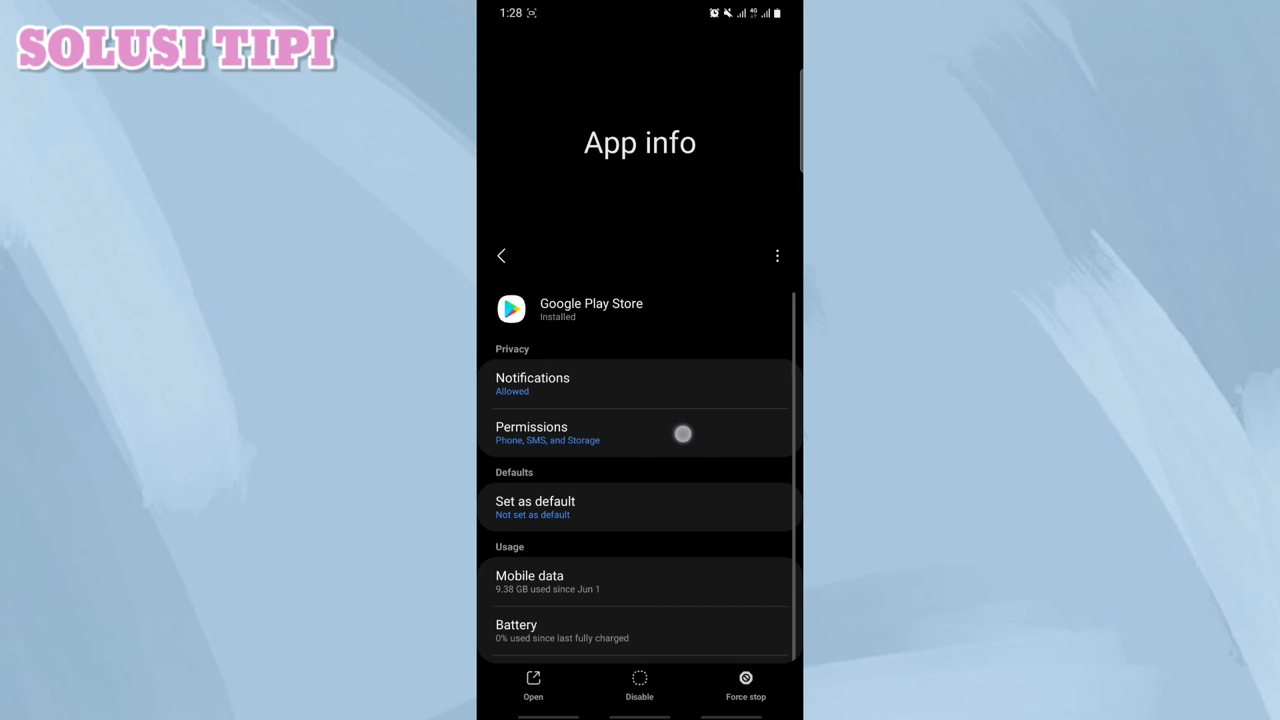 SOLUSI TIPI
1:28
4G
App info
Google Play Store
Installed
Privacy
Notifications
Allowed
Permissions
Phone, SMS, and Storage
Defaults
Set as default
Not set as default
Usage
Mobile data
9.38 GB used since Jun 1
Battery
0% used since last fully charged
Open
Disable
Force stop